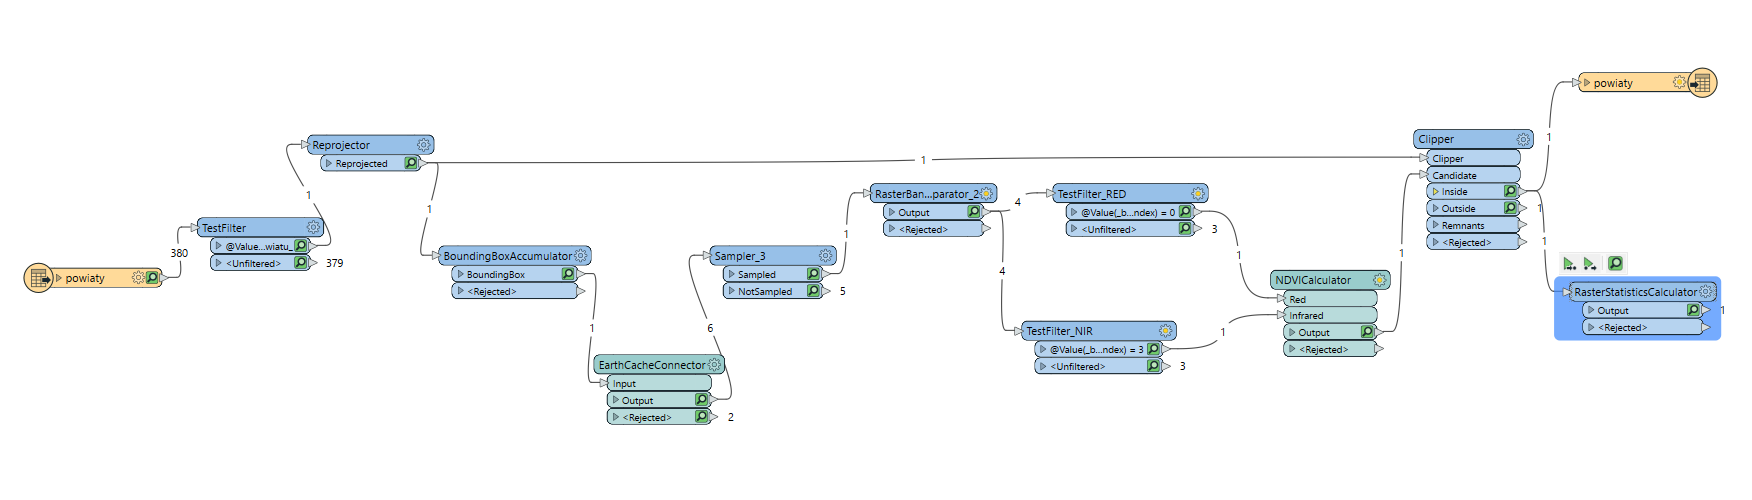 powiaty
380
TestFilter
@Value...wiatu_
<Unfiltered>
379
1
Reprojector
Reprojected
1
1
BoundingBoxAccumulator
BoundingBox
<Rejected>
1
EarthCacheConnector
Input
Output
<Rejected>
2
6
Sampler_3
Sampled
NotSampled
5
1
RasterBan...parator_2
Output
<Rejected>
4
4
TestFilter_RED
@Value(_b...ndex) = 0
<Unfiltered>
3
1
TestFilter_NIR
@Value(_b...ndex) = 3
<Unfiltered>
3
1
NDVICalculator
Red
Infrared
Output
<Rejected>
1
Clipper
Clipper
Candidate
Inside
Outside
1
Remnants
<Rejected>
1
powiaty
1
RasterStatisticsCalculator
Output
1
<Rejected>